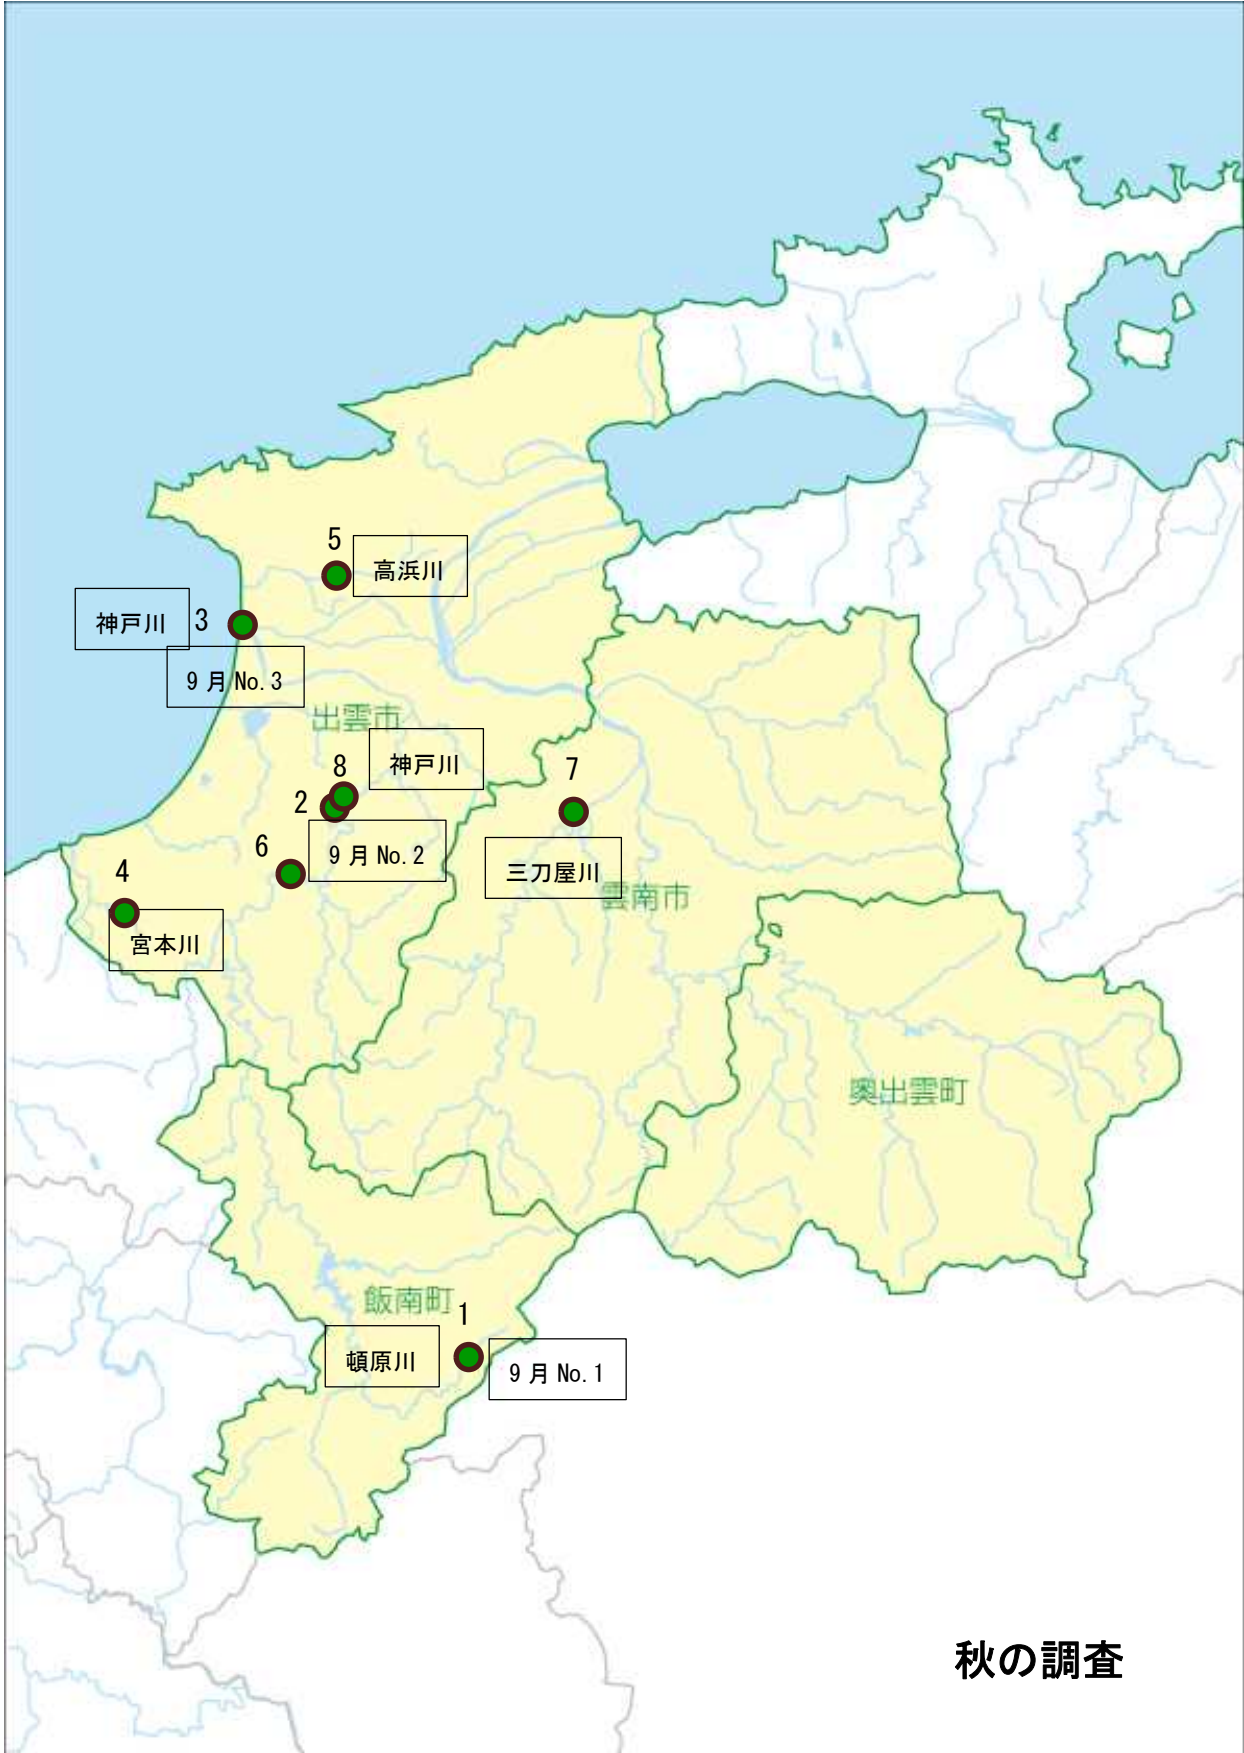 5
高浜川
神戸川
3
9月No.3
出雲市
神戸川
8
7
2
9月No.2
6
三刀屋川
雲南市
4
宮本川
奥出雲町
飯南町
1
頓原川
9月No.1
秋の調査